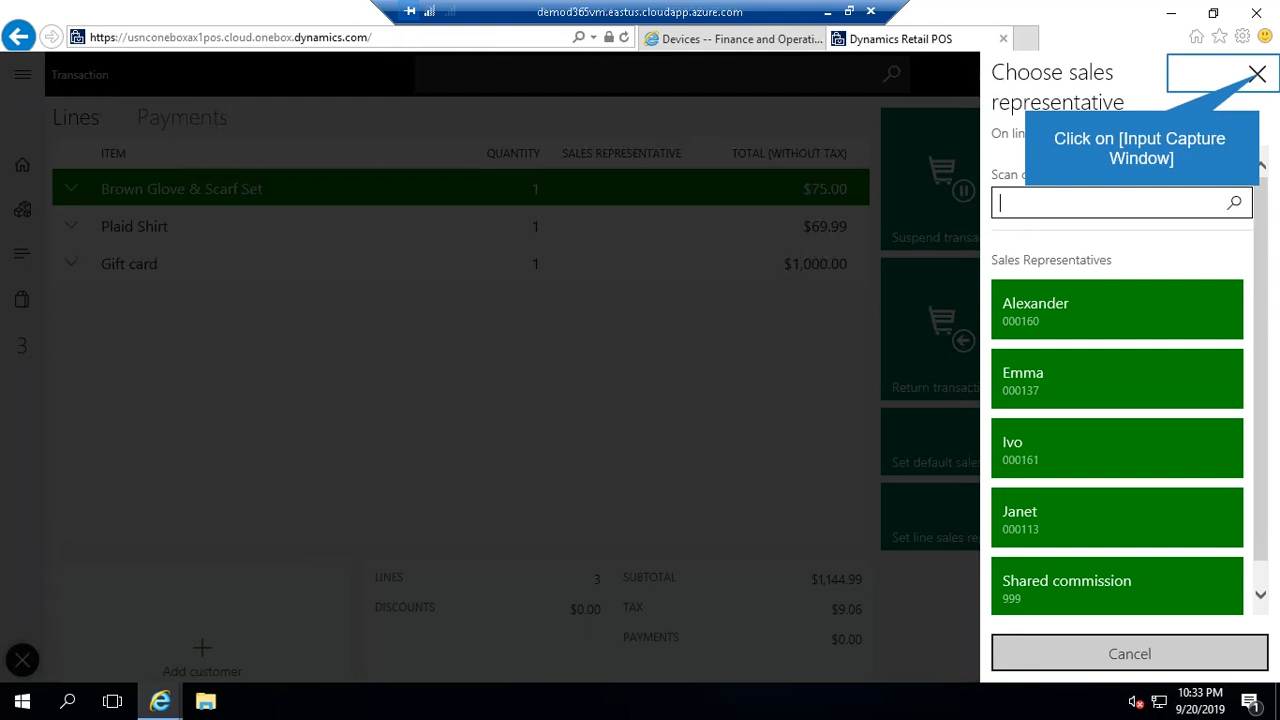 demod365vm.eastus.cloudapp.azure.com
https://usnconeboxax1pos.cloud.onebox.dynamics.com/
Devices -- Finance and Operati...
Dynamics Retail POS
Transaction
Choose sales
representative
Click on [Input Capture
Window]
On lin
Scan o
Lines
Payments
ITEM
QUANTITY
SALES REPRESENTATIVE
TOTAL (WITHOUT TAX)
Brown Glove & Scarf Set
1
$75.00
Plaid Shirt
1
$69.99
Gift card
1
$1,000.00
Suspend transa
Return transacti
Set default sales
Set line sales re
3
Sales Representatives
Alexander
000160
Emma
000137
Ivo
000161
Janet
000113
Shared commission
999
Cancel
LINES
3
SUBTOTAL
$1,144.99
DISCOUNTS
$0.00
TAX
$9.06
PAYMENTS
$0.00
Add customer
10:33 PM
9/20/2019
1